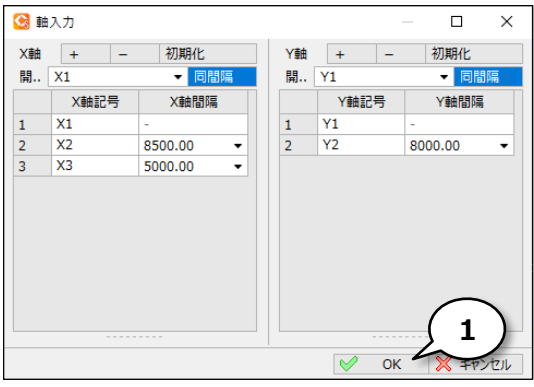 軸入力
X軸 + − 初期化
開.. X1 同間隔
X軸記号 X軸間隔
1 X1 -
2 X2 8500.00
3 X3 5000.00
Y軸 + − 初期化
開.. Y1 同間隔
Y軸記号 Y軸間隔
1 Y1 -
2 Y2 8000.00
1
OK キャンセル